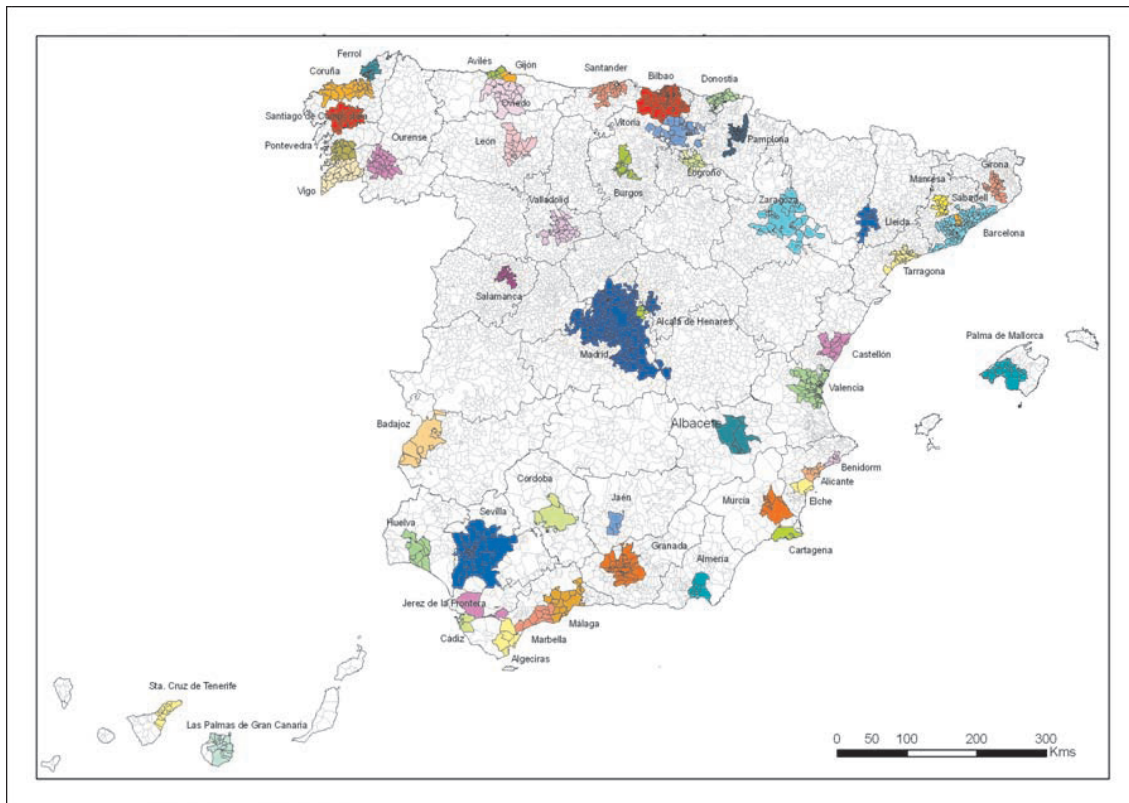 Ferrol
Coruña
Aviles
Gijón
Santander
Bilbao
Donostia
Oviedo
Santiago de Compostela
Vitoria
Pamplona
Pontevedra
Ourense
León
Logroño
Girona
Manresa
Vigo
Burgos
Sabadell
Valladolid
Zaragoza
Lleida
Barcelona
Tarragona
Salamanca
Alcalá de Henares
Madrid
Castellón
Palma de Mallorca
Valencia
Badajoz
Albacete
Benidorm
Alicante
Cordoba
Jaén
Murcia
Elche
Sevilla
Huelva
Granada
Almería
Cartagena
Jerez de la Frontera
Málaga
Cádiz
Marbella
Algeciras
Sta. Cruz de Tenerife
Las Palmas de Gran Canaria
0 50 100 200 300
Kms